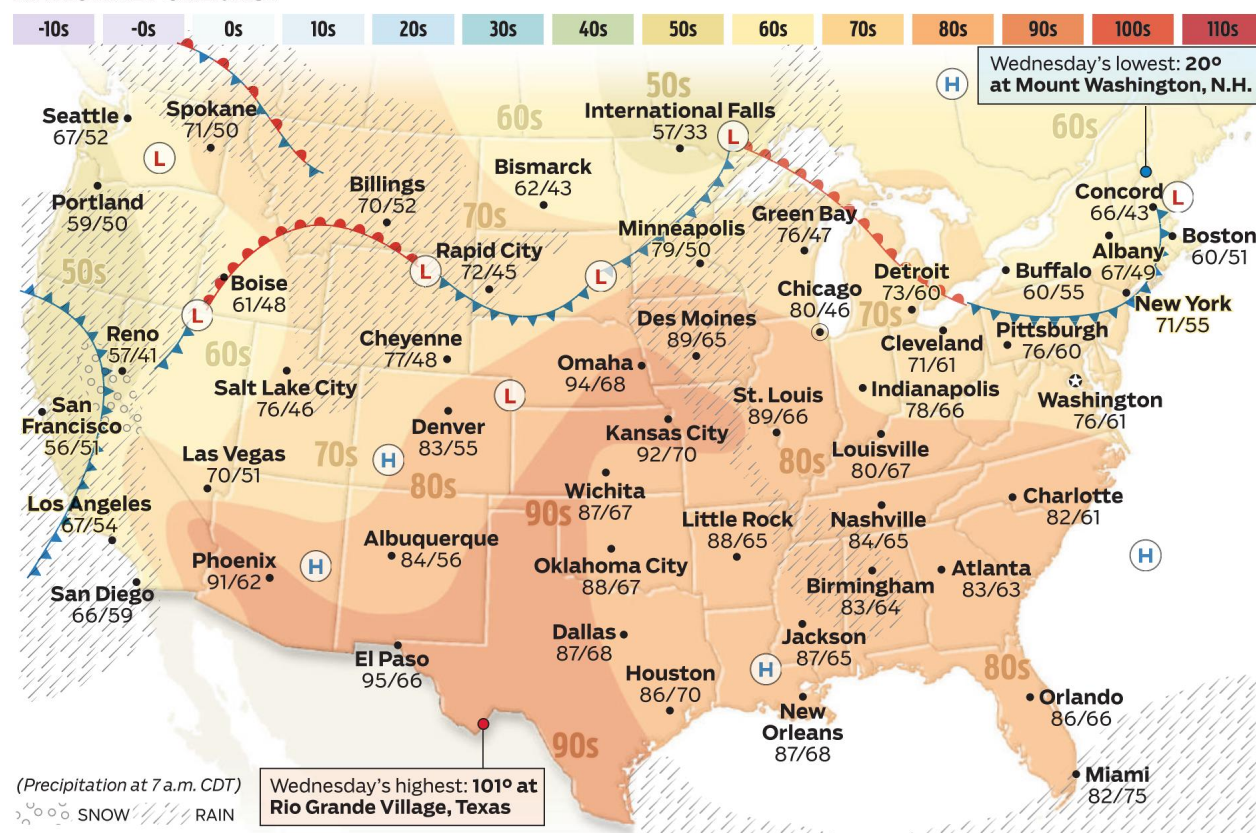 -10s -0s 0s 10s 20s 30s 40s 50s 60s 70s 80s 90s 100s 110s
Wednesday's lowest: 20º
at Mount Washington, N.H.
H
50s
60s
60s
International Falls
57/33
L
Seattle
67/52
Spokane
71/50
L
Bismarck
62/43
Billings
70/52
Portland
59/50
Concord
66/43
L
70s
Minneapolis
79/50
Green Bay
76/47
Albany
67/49
Boston
60/51
Rapid City
72/45
L
L
50s
Boise
61/48
Detroit
73/60
Buffalo
60/55
Chicago
80/46
New York
71/55
L
70s
Reno
57/41
60s
Cheyenne
77/48
Des Moines
89/65
Cleveland
71/61
Pittsburgh
76/60
Omaha
94/68
Salt Lake City
76/46
L
St. Louis
89/66
Indianapolis
78/66
Washington
76/61
San
Francisco
56/51
Denver
83/55
Kansas City
92/70
Las Vegas
70/51
70s
H
80s
80s
Louisville
80/67
Los Angeles
67/54
Wichita
87/67
90s
Charlotte
82/61
Little Rock
88/65
Nashville
84/65
Phoenix
91/62
H
Albuquerque
84/56
Oklahoma City
88/67
Birmingham
83/64
Atlanta
83/63
H
San Diego
66/59
Dallas
87/68
Jackson
87/65
El Paso
95/66
Houston
86/70
H
80s
New
Orleans
87/68
Orlando
86/66
90s
Wednesday's highest: 101º at
Rio Grande Village, Texas
Miami
82/75
(Precipitation at 7 a.m. CDT)
SNOW RAIN